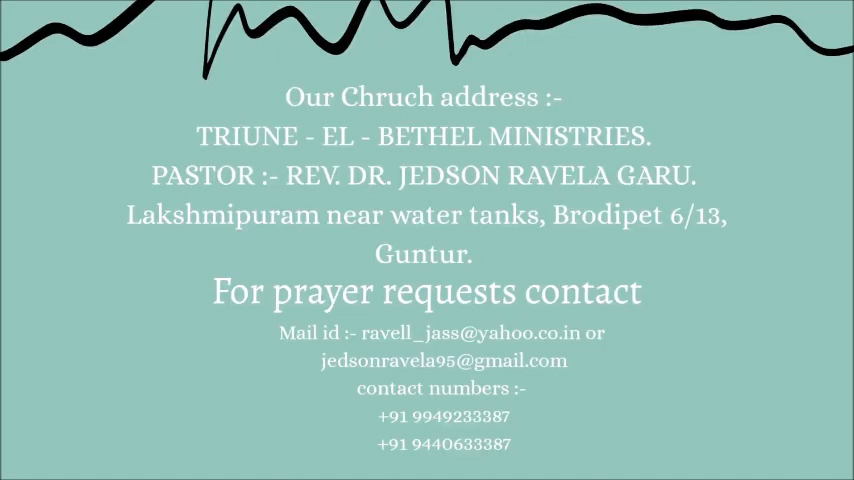 Our Chruch address :-
TRIUNE - EL - BETHEL MINISTRIES.
PASTOR :- REV. DR. JEDSON RAVELA GARU.
Lakshmipuram near water tanks, Brodipet 6/13,
Guntur.
For prayer requests contact
Mail id :- ravell_jass@yahoo.co.in or
jedsonravela95@gmail.com
contact numbers :-
+91 9949233387
+91 9440633387